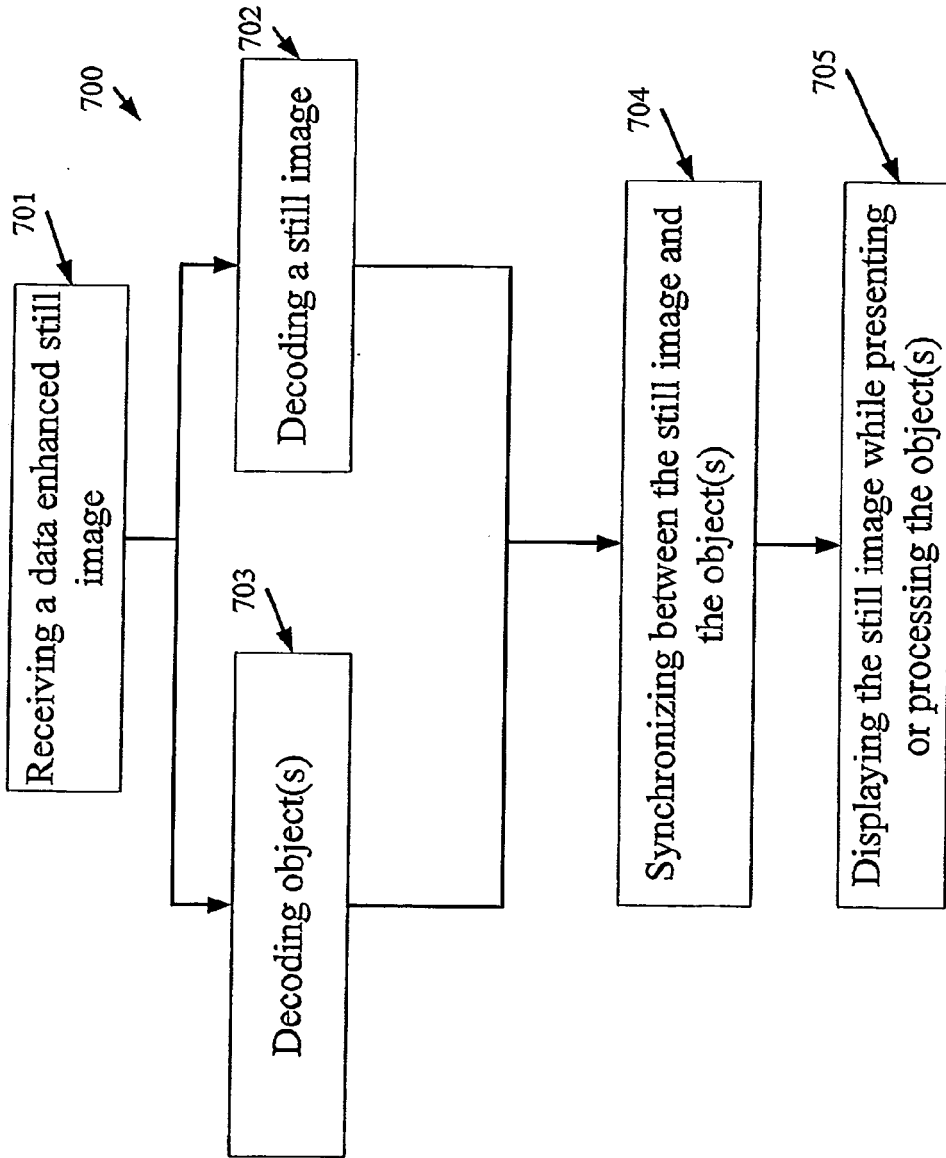 700
701
Receiving a data enhanced still
image
703
Decoding object(s)
702
Decoding a still image
704
Synchronizing between the still image and
the object(s)
705
Displaying the still image while presenting
or processing the object(s)